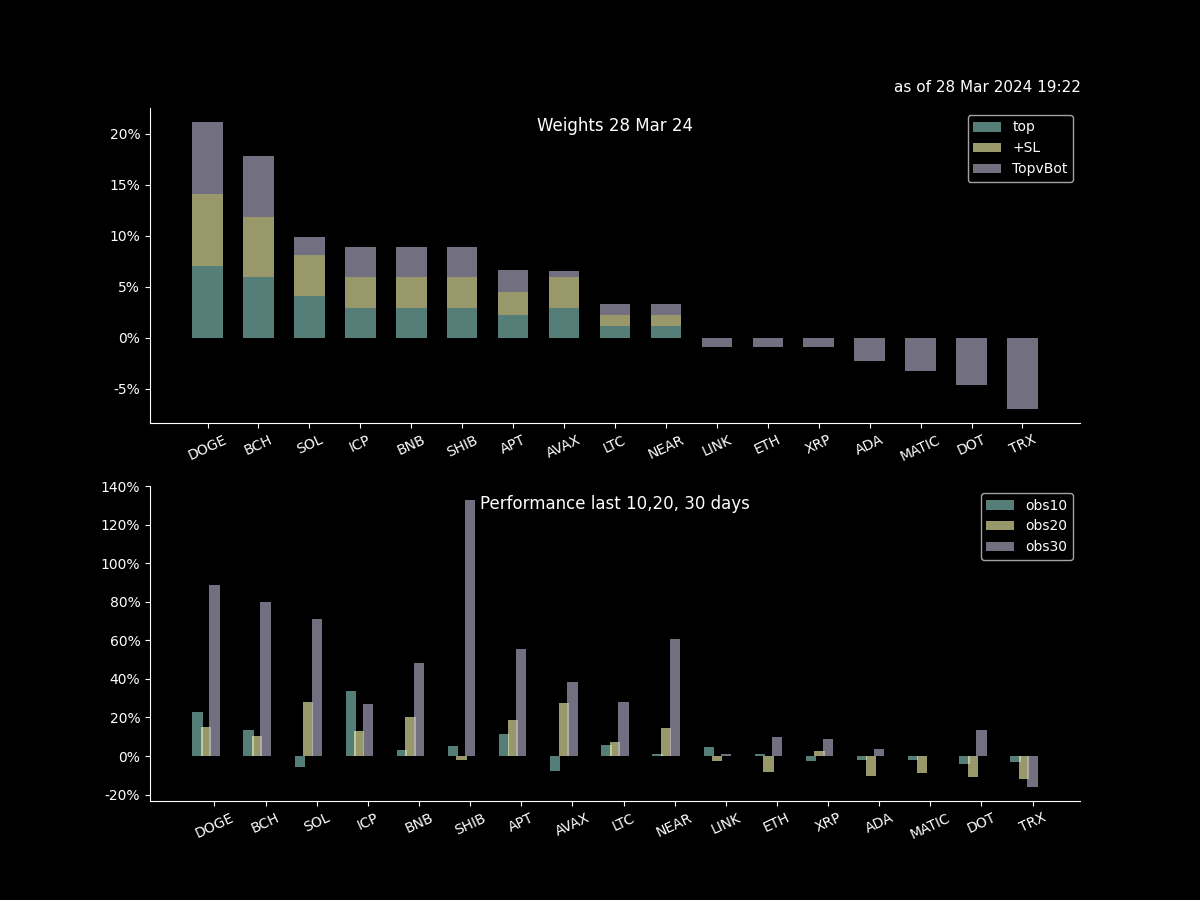 as of 28 Mar 2024 19:22
Weights 28 Mar 24
top
+SL
TopvBot
20%
15%
10%
5%
0%
-5%
DOGE BCH SOL ICP BNB SHIB APT AVAX LTC NEAR LINK ETH XRP ADA MATIC DOT TRX
Performance last 10,20, 30 days
obs10
obs20
obs30
140%
120%
100%
80%
60%
40%
20%
0%
-20%
DOGE BCH SOL ICP BNB SHIB APT AVAX LTC NEAR LINK ETH XRP ADA MATIC DOT TRX